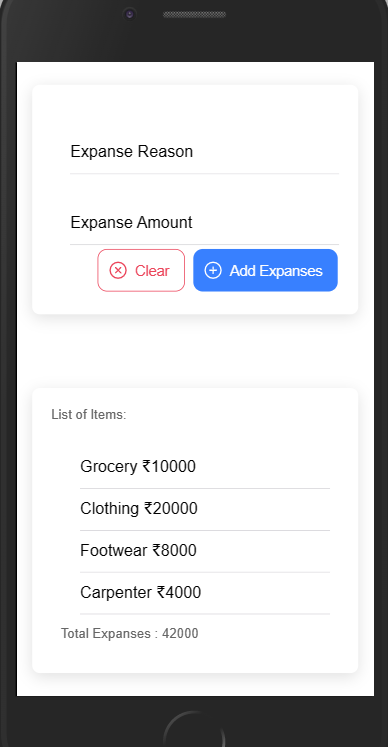 Expanse Reason
Expanse Amount
Clear
Add Expanses
List of Items:
Grocery ₹10000
Clothing ₹20000
Footwear ₹8000
Carpenter ₹4000
Total Expanses : 42000